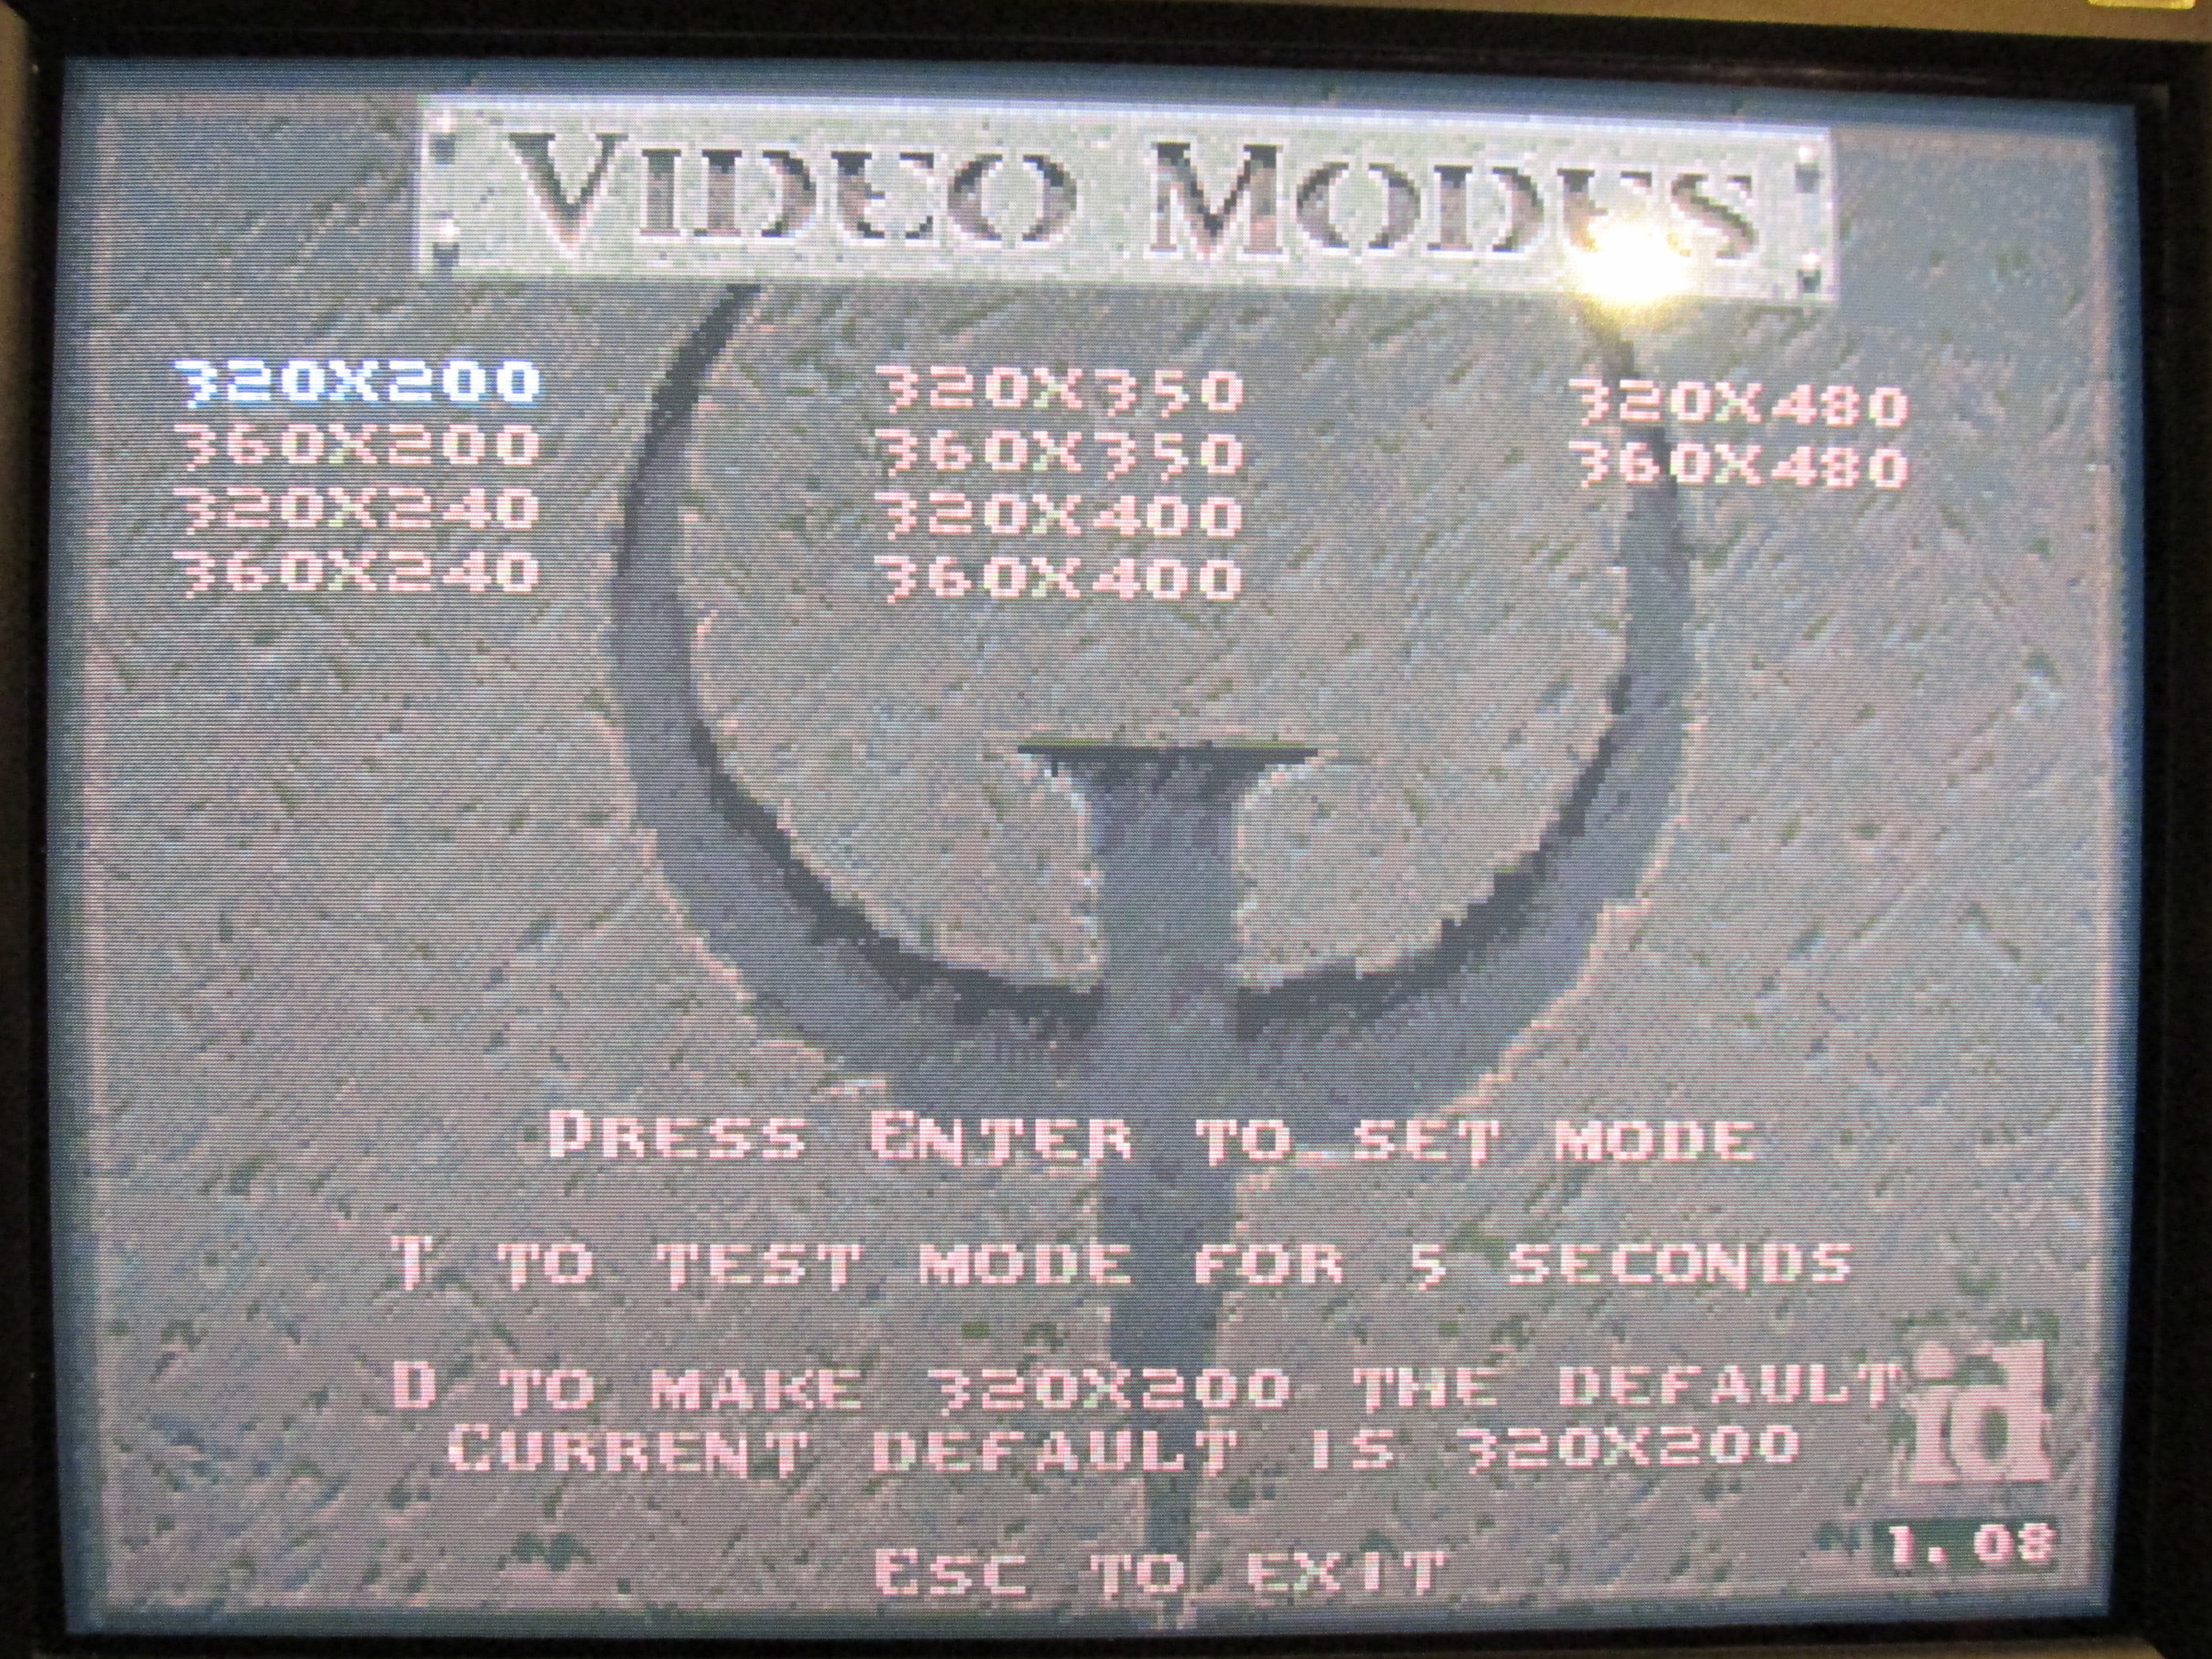 VIDEO MODES
320X200 320X350 320X480
360X200 360X350 360X480
320X240 320X400
360X240 360X400
PRESS ENTER TO SET MODE
T TO TEST MODE FOR 5 SECONDS
D TO MAKE 320X200 THE DEFAULT
CURRENT DEFAULT IS 320X200
id
ESC TO EXIT
1.08